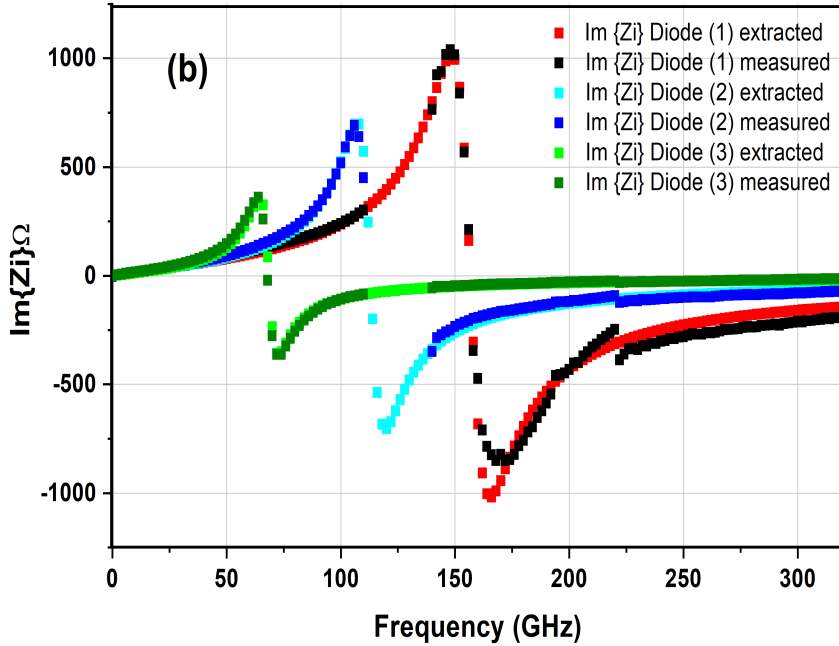 (b)
Im {Zi} Diode (1) extracted
Im {Zi} Diode (1) measured
Im {Zi} Diode (2) extracted
Im {Zi} Diode (2) measured
Im {Zi} Diode (3) extracted
Im {Zi} Diode (3) measured
Im{Zi}Ω
1000
500
0
-500
-1000
0 50 100 150 200 250 300
Frequency (GHz)